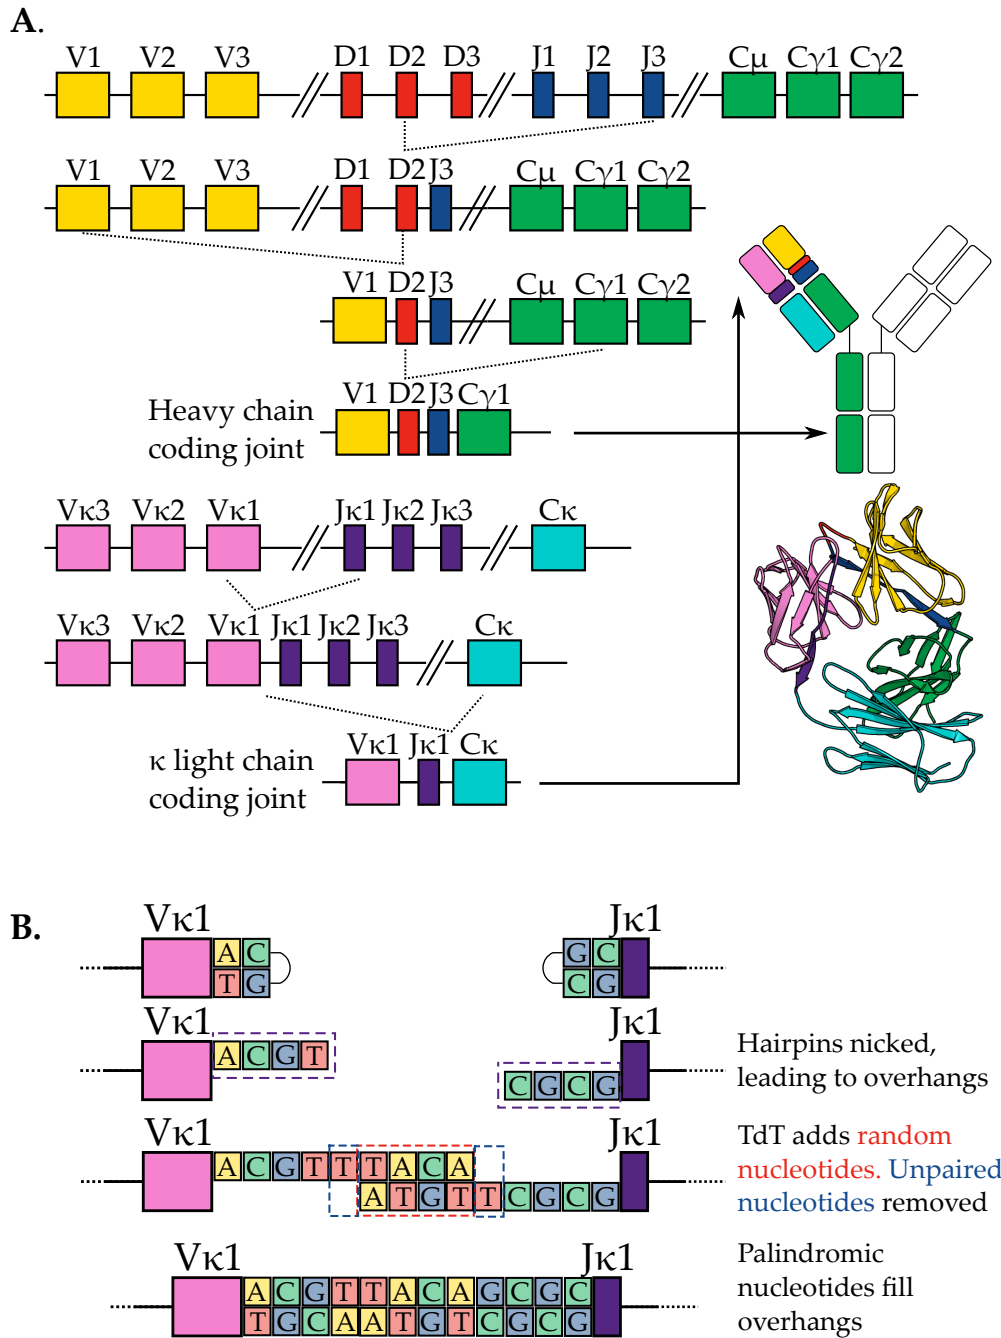 A.
V1 V2 V3 D1 D2 D3 J1 J2 J3 Cμ Cγ1 Cγ2
V1 V2 V3 D1 D2 J3 Cμ Cγ1 Cγ2
V1 D2 J3 Cμ Cγ1 Cγ2
Heavy chain
coding joint
V1 D2 J3 Cγ1
Vκ3 Vκ2 Vκ1 Jκ1 Jκ2 Jκ3 Cκ
Vκ3 Vκ2 Vκ1 Jκ1 Jκ2 Jκ3 Cκ
κ light chain
coding joint
Vκ1 Jκ1 Cκ
B.
Vκ1 Jκ1
A C G C
T G C G
Vκ1 Jκ1
A C G T
C G C G
Hairpins nicked,
leading to overhangs
Vκ1 Jκ1
A C G T T T A C A
A T G T T C G C G
TdT adds random
nucleotides. Unpaired
nucleotides removed
Vκ1 Jκ1
A C G T T A C A G C G C
T G C A A T G T C G C G
Palindromic
nucleotides fill
overhangs